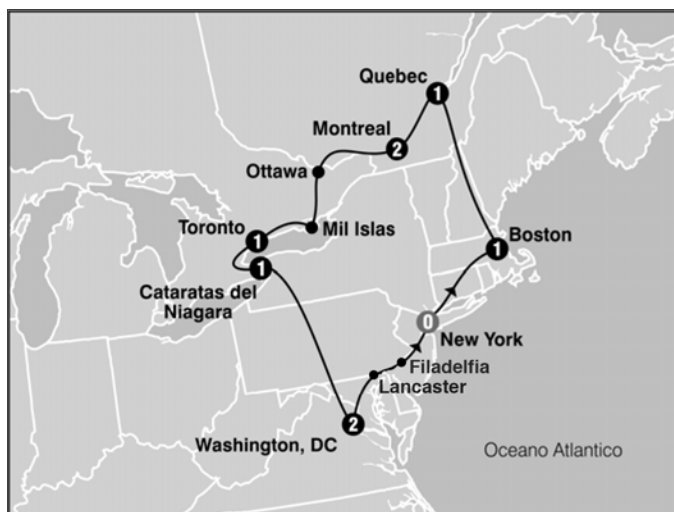 Quebec
1
Montreal
2
Ottawa
Toronto
1
Mil Islas
Boston
1
1
Cataratas del
Niagara
0
New York
Filadelfia
Lancaster
2
Washington, DC
Oceano Atlantico